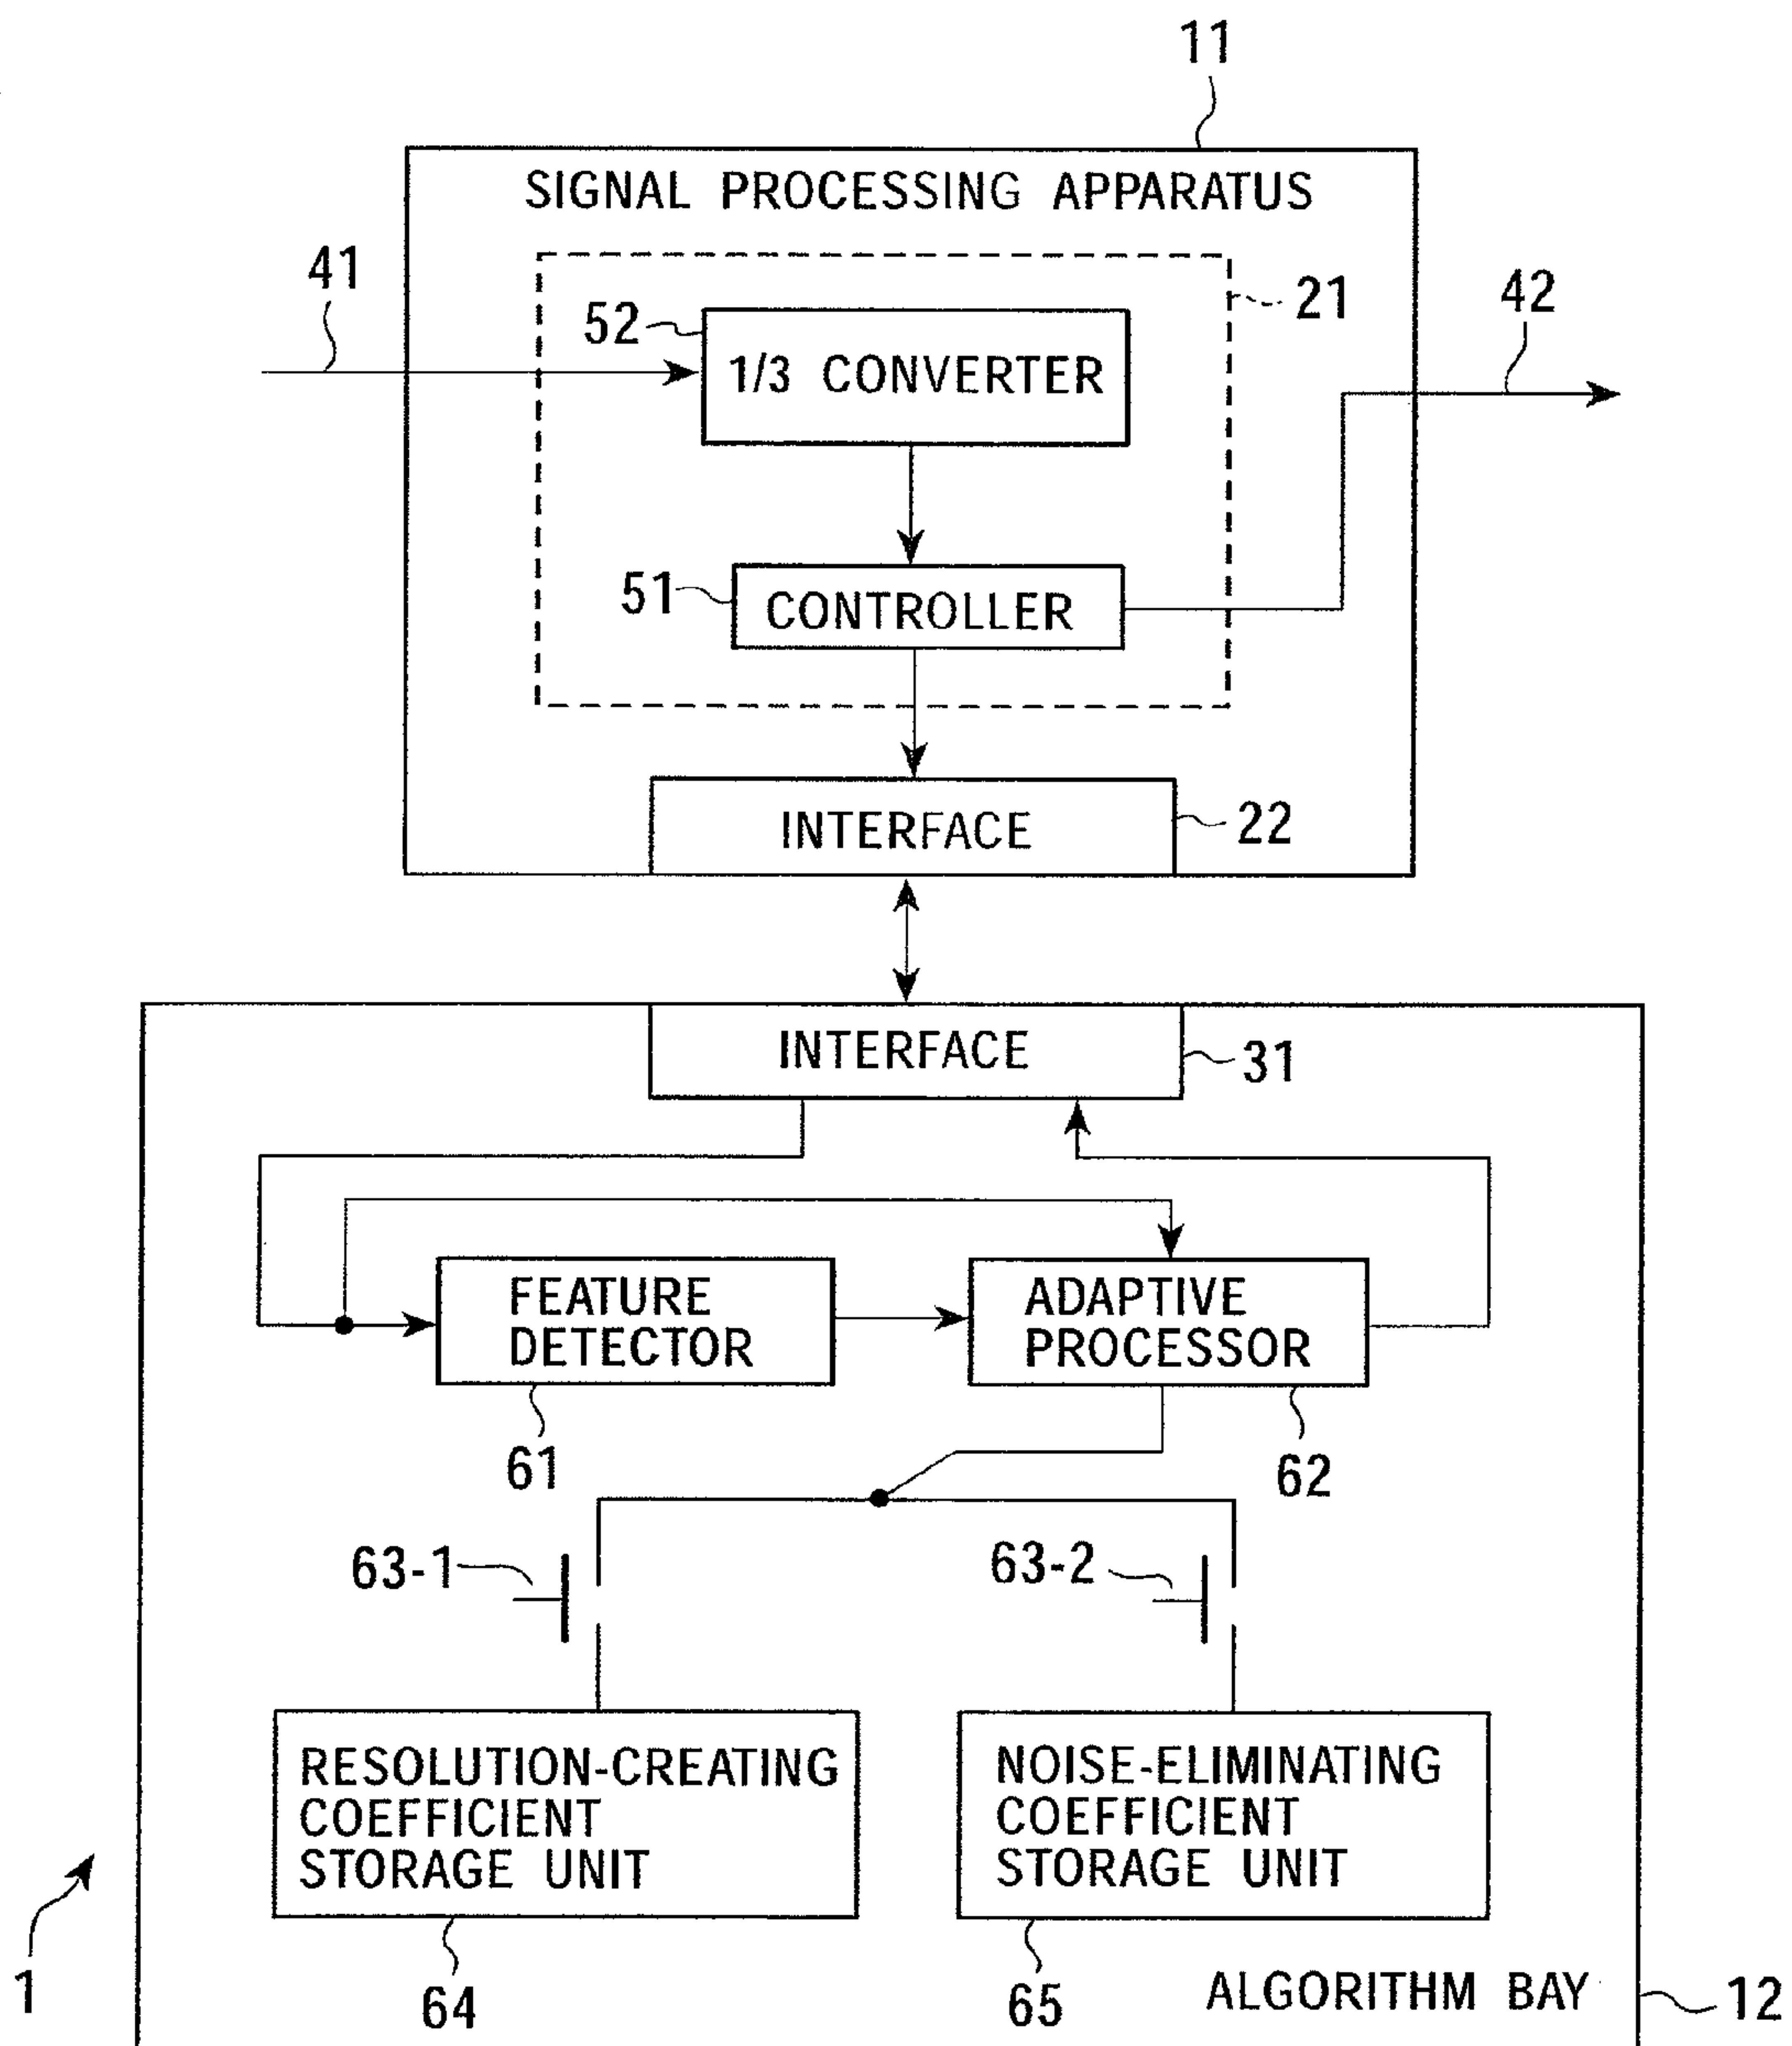 11
SIGNAL PROCESSING APPARATUS
41
52
1/3 CONVERTER
21
42
51
CONTROLLER
INTERFACE
22
INTERFACE
31
FEATURE
DETECTOR
ADAPTIVE
PROCESSOR
61
62
63-1
63-2
RESOLUTION-CREATING
COEFFICIENT
STORAGE UNIT
NOISE-ELIMINATING
COEFFICIENT
STORAGE UNIT
1
64
65
ALGORITHM BAY
12